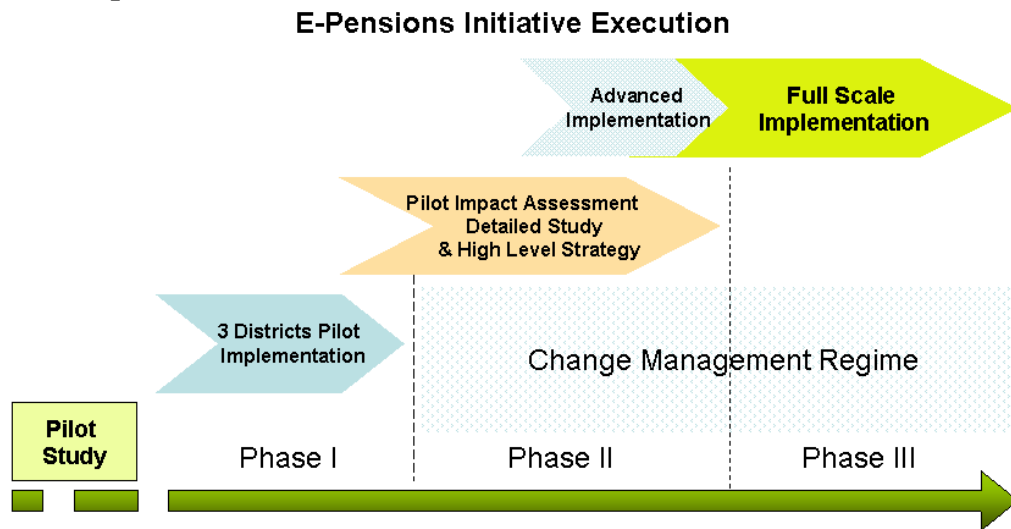 E-Pensions Initiative Execution
Advanced
Implementation
Full Scale
Implementation
Pilot Impact Assessment
Detailed Study
& High Level Strategy
3 Districts Pilot
Implementation
Change Management Regime
Pilot
Study
Phase I
Phase II
Phase III